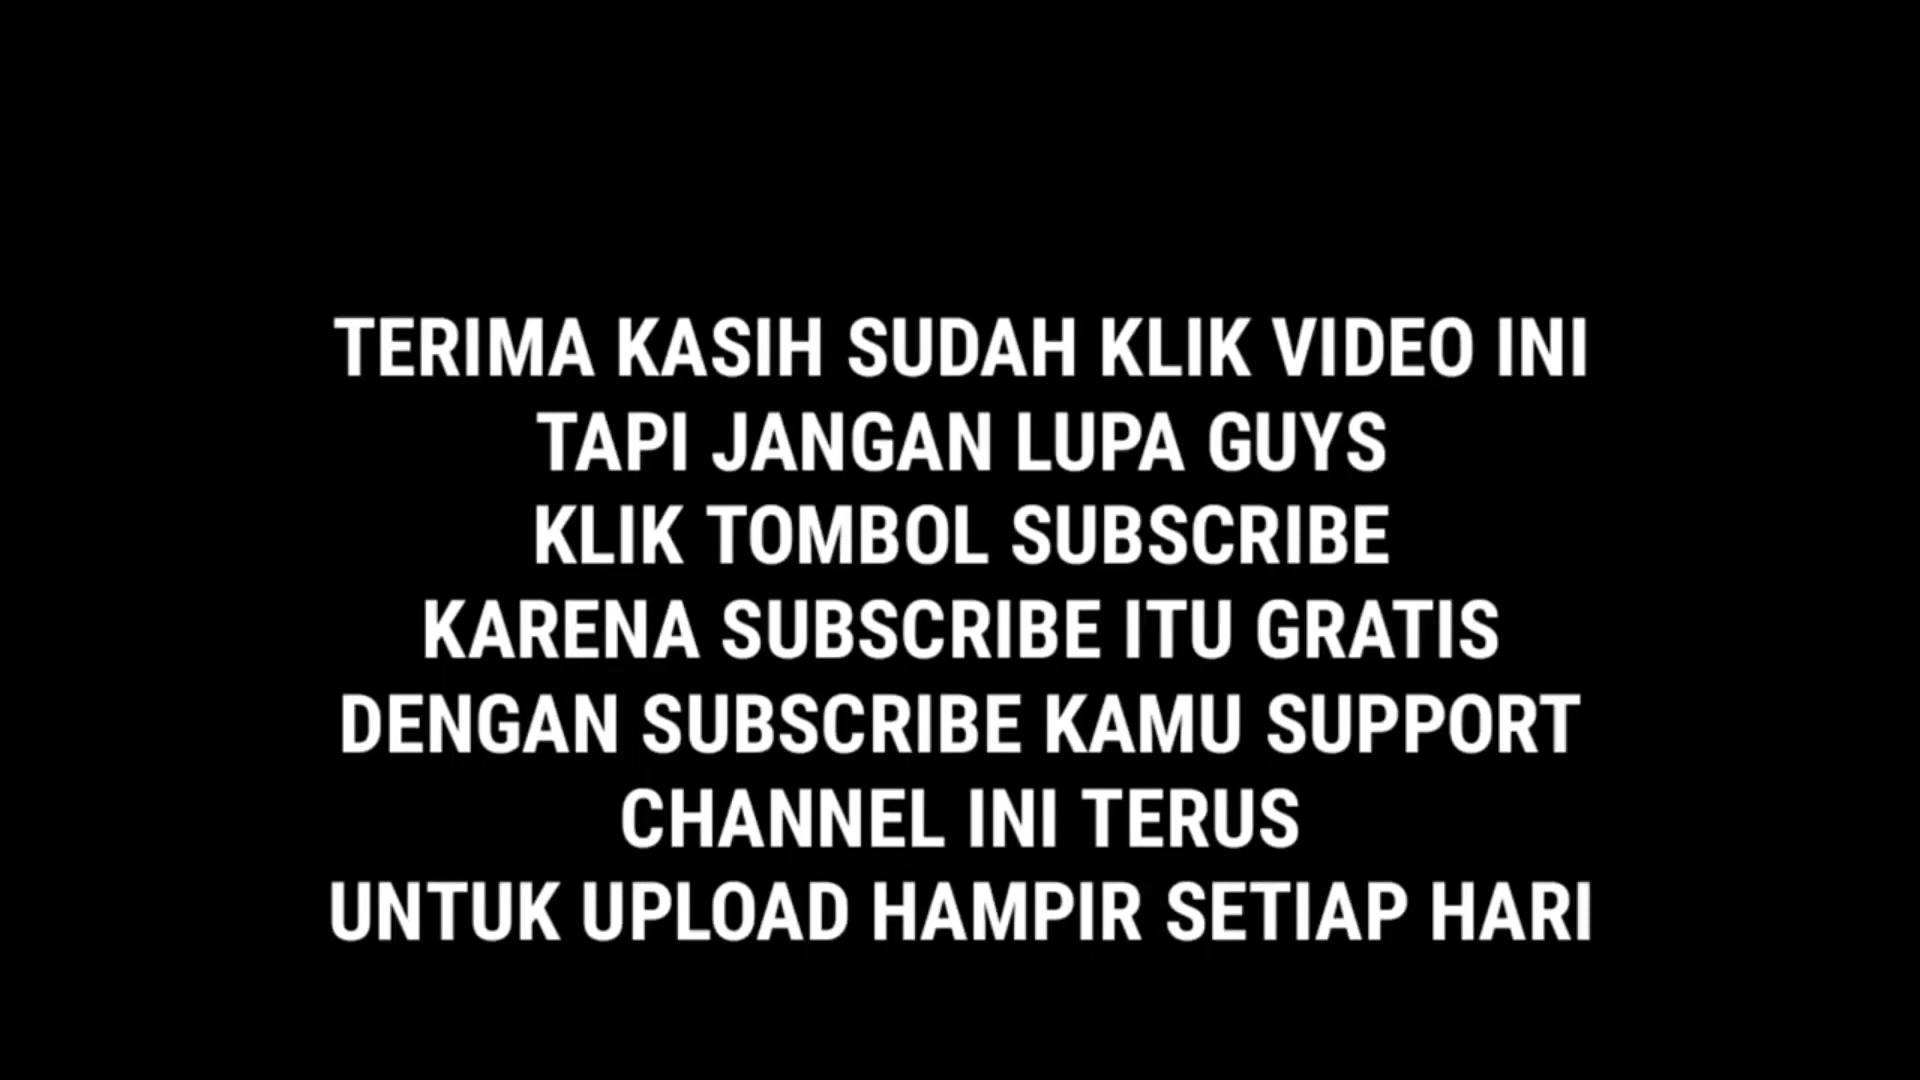 TERIMA KASIH SUDAH KLIK VIDEO INI
TAPI JANGAN LUPA GUYS
KLIK TOMBOL SUBSCRIBE
KARENA SUBSCRIBE ITU GRATIS
DENGAN SUBSCRIBE KAMU SUPPORT
CHANNEL INI TERUS
UNTUK UPLOAD HAMPIR SETIAP HARI